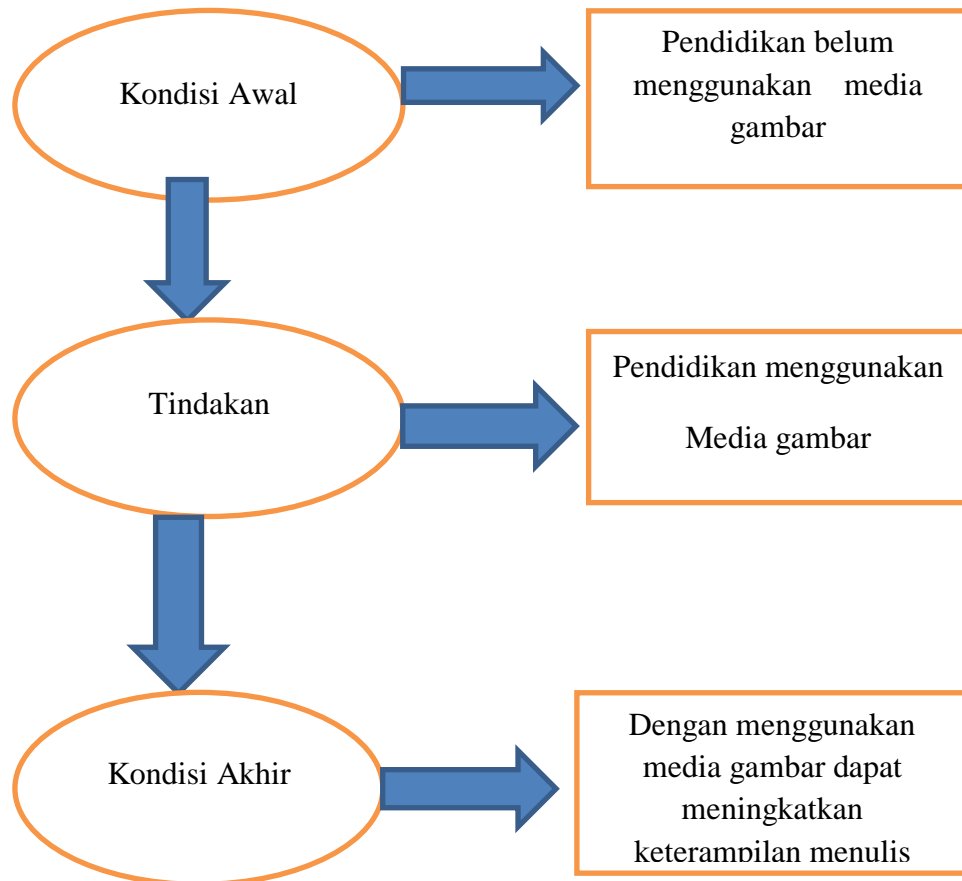 Kondisi Awal
Pendidikan belum
menggunakan media
gambar
Tindakan
Pendidikan menggunakan
Media gambar
Kondisi Akhir
Dengan menggunakan
media gambar dapat
meningkatkan
keterampilan menulis